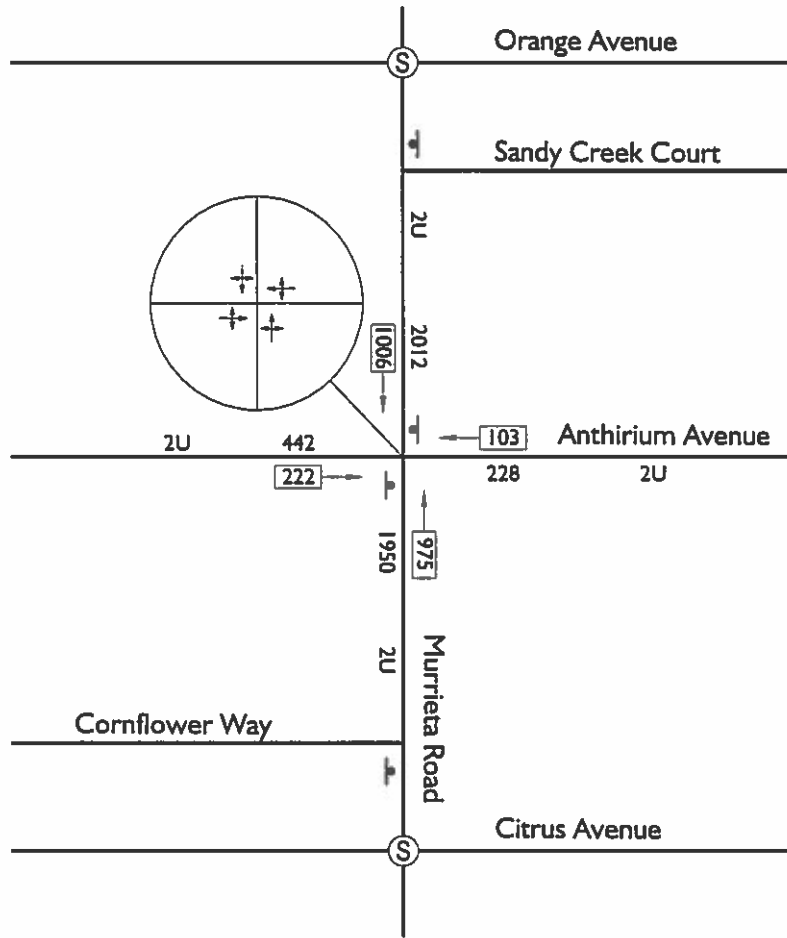 Orange Avenue
S
Sandy Creek Court
2U
2012
1006
103
Anthirium Avenue
2U
442
222
228
2U
1950
975
2U
Murrieta Road
Cornflower Way
Citrus Avenue
S